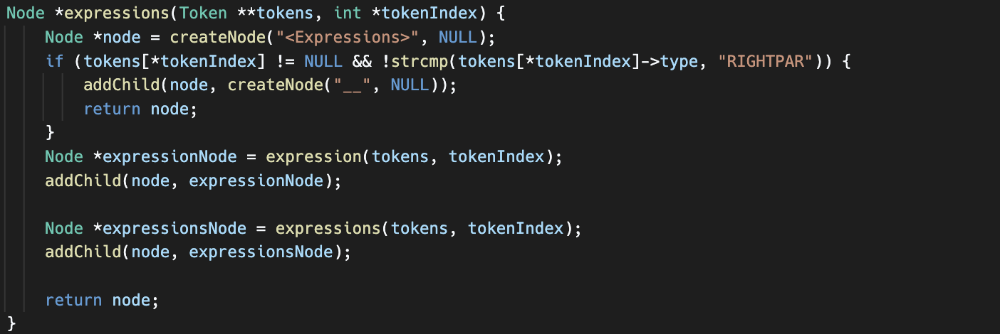 Node *expressions(Token **tokens, int *tokenIndex) {
    Node *node = createNode("<Expressions>", NULL);
    if (tokens[*tokenIndex] != NULL && !strcmp(tokens[*tokenIndex]->type, "RIGHTPAR")) {
        addChild(node, createNode("__", NULL));
        return node;
    }
    Node *expressionNode = expression(tokens, tokenIndex);
    addChild(node, expressionNode);

    Node *expressionsNode = expressions(tokens, tokenIndex);
    addChild(node, expressionsNode);

    return node;
}